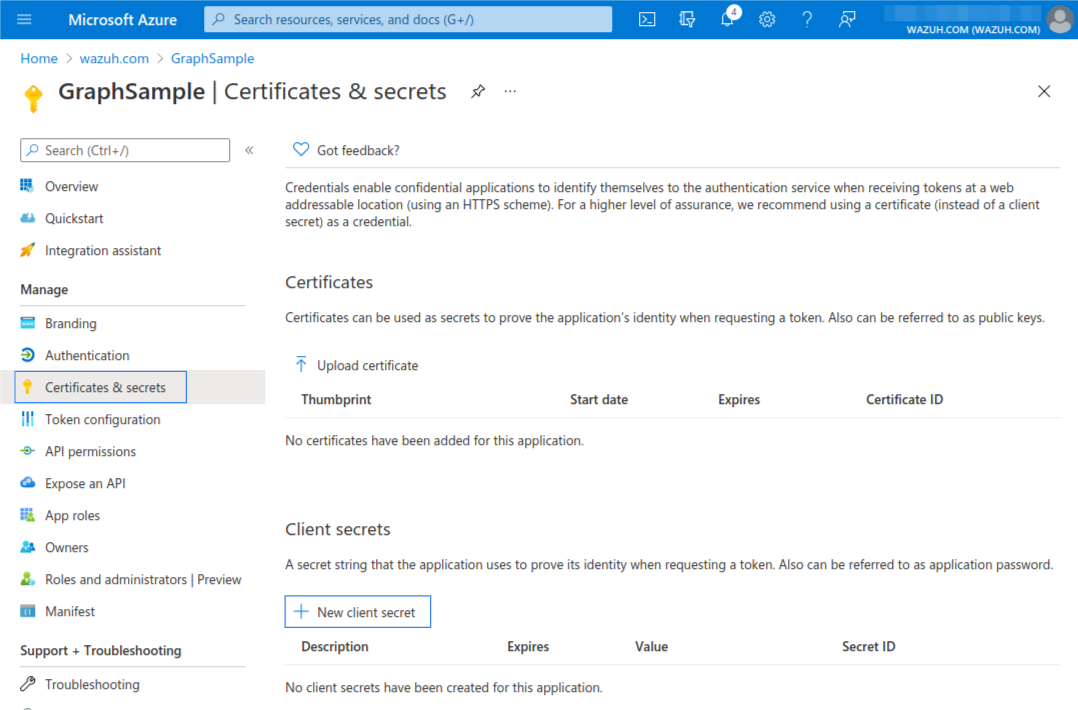 Microsoft Azure
Search resources, services, and docs (G+/)
4
WAZUH.COM (WAZUH.COM)
Home > wazuh.com > GraphSample
GraphSample | Certificates & secrets
Search (Ctrl+/)
Overview
Quickstart
Integration assistant
Manage
Branding
Authentication
Certificates & secrets
Token configuration
API permissions
Expose an API
App roles
Owners
Roles and administrators | Preview
Manifest
Support + Troubleshooting
Troubleshooting
Got feedback?
Credentials enable confidential applications to identify themselves to the authentication service when receiving tokens at a web
addressable location (using an HTTPS scheme). For a higher level of assurance, we recommend using a certificate (instead of a client
secret) as a credential.
Certificates
Certificates can be used as secrets to prove the application's identity when requesting a token. Also can be referred to as public keys.
Upload certificate
Thumbprint Start date Expires Certificate ID
No certificates have been added for this application.
Client secrets
A secret string that the application uses to prove its identity when requesting a token. Also can be referred to as application password.
New client secret
Description Expires Value Secret ID
No client secrets have been created for this application.